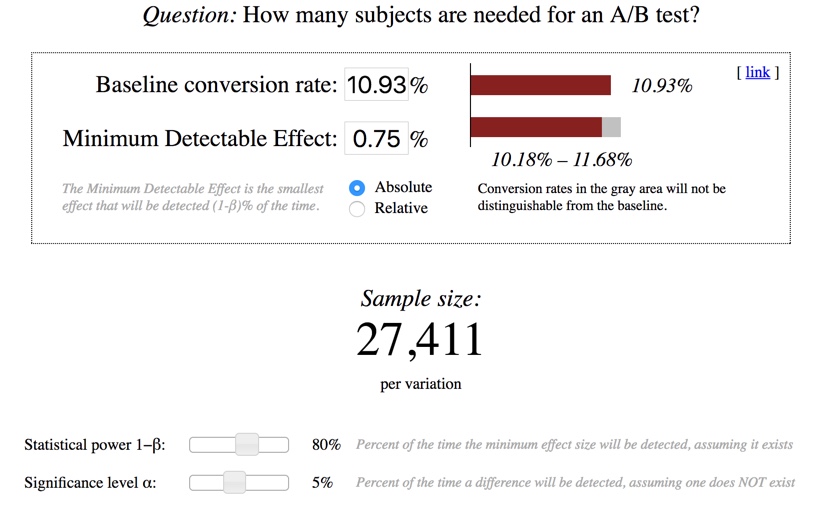 Question: How many subjects are needed for an A/B test?
[ link ]
Baseline conversion rate: 10.93 %
10.93%
Minimum Detectable Effect: 0.75 %
10.18% – 11.68%
The Minimum Detectable Effect is the smallest
effect that will be detected (1-β)% of the time.
Absolute
Relative
Conversion rates in the gray area will not be
distinguishable from the baseline.
Sample size:
27,411
per variation
Statistical power 1−β: 80% Percent of the time the minimum effect size will be detected, assuming it exists
Significance level α: 5% Percent of the time a difference will be detected, assuming one does NOT exist